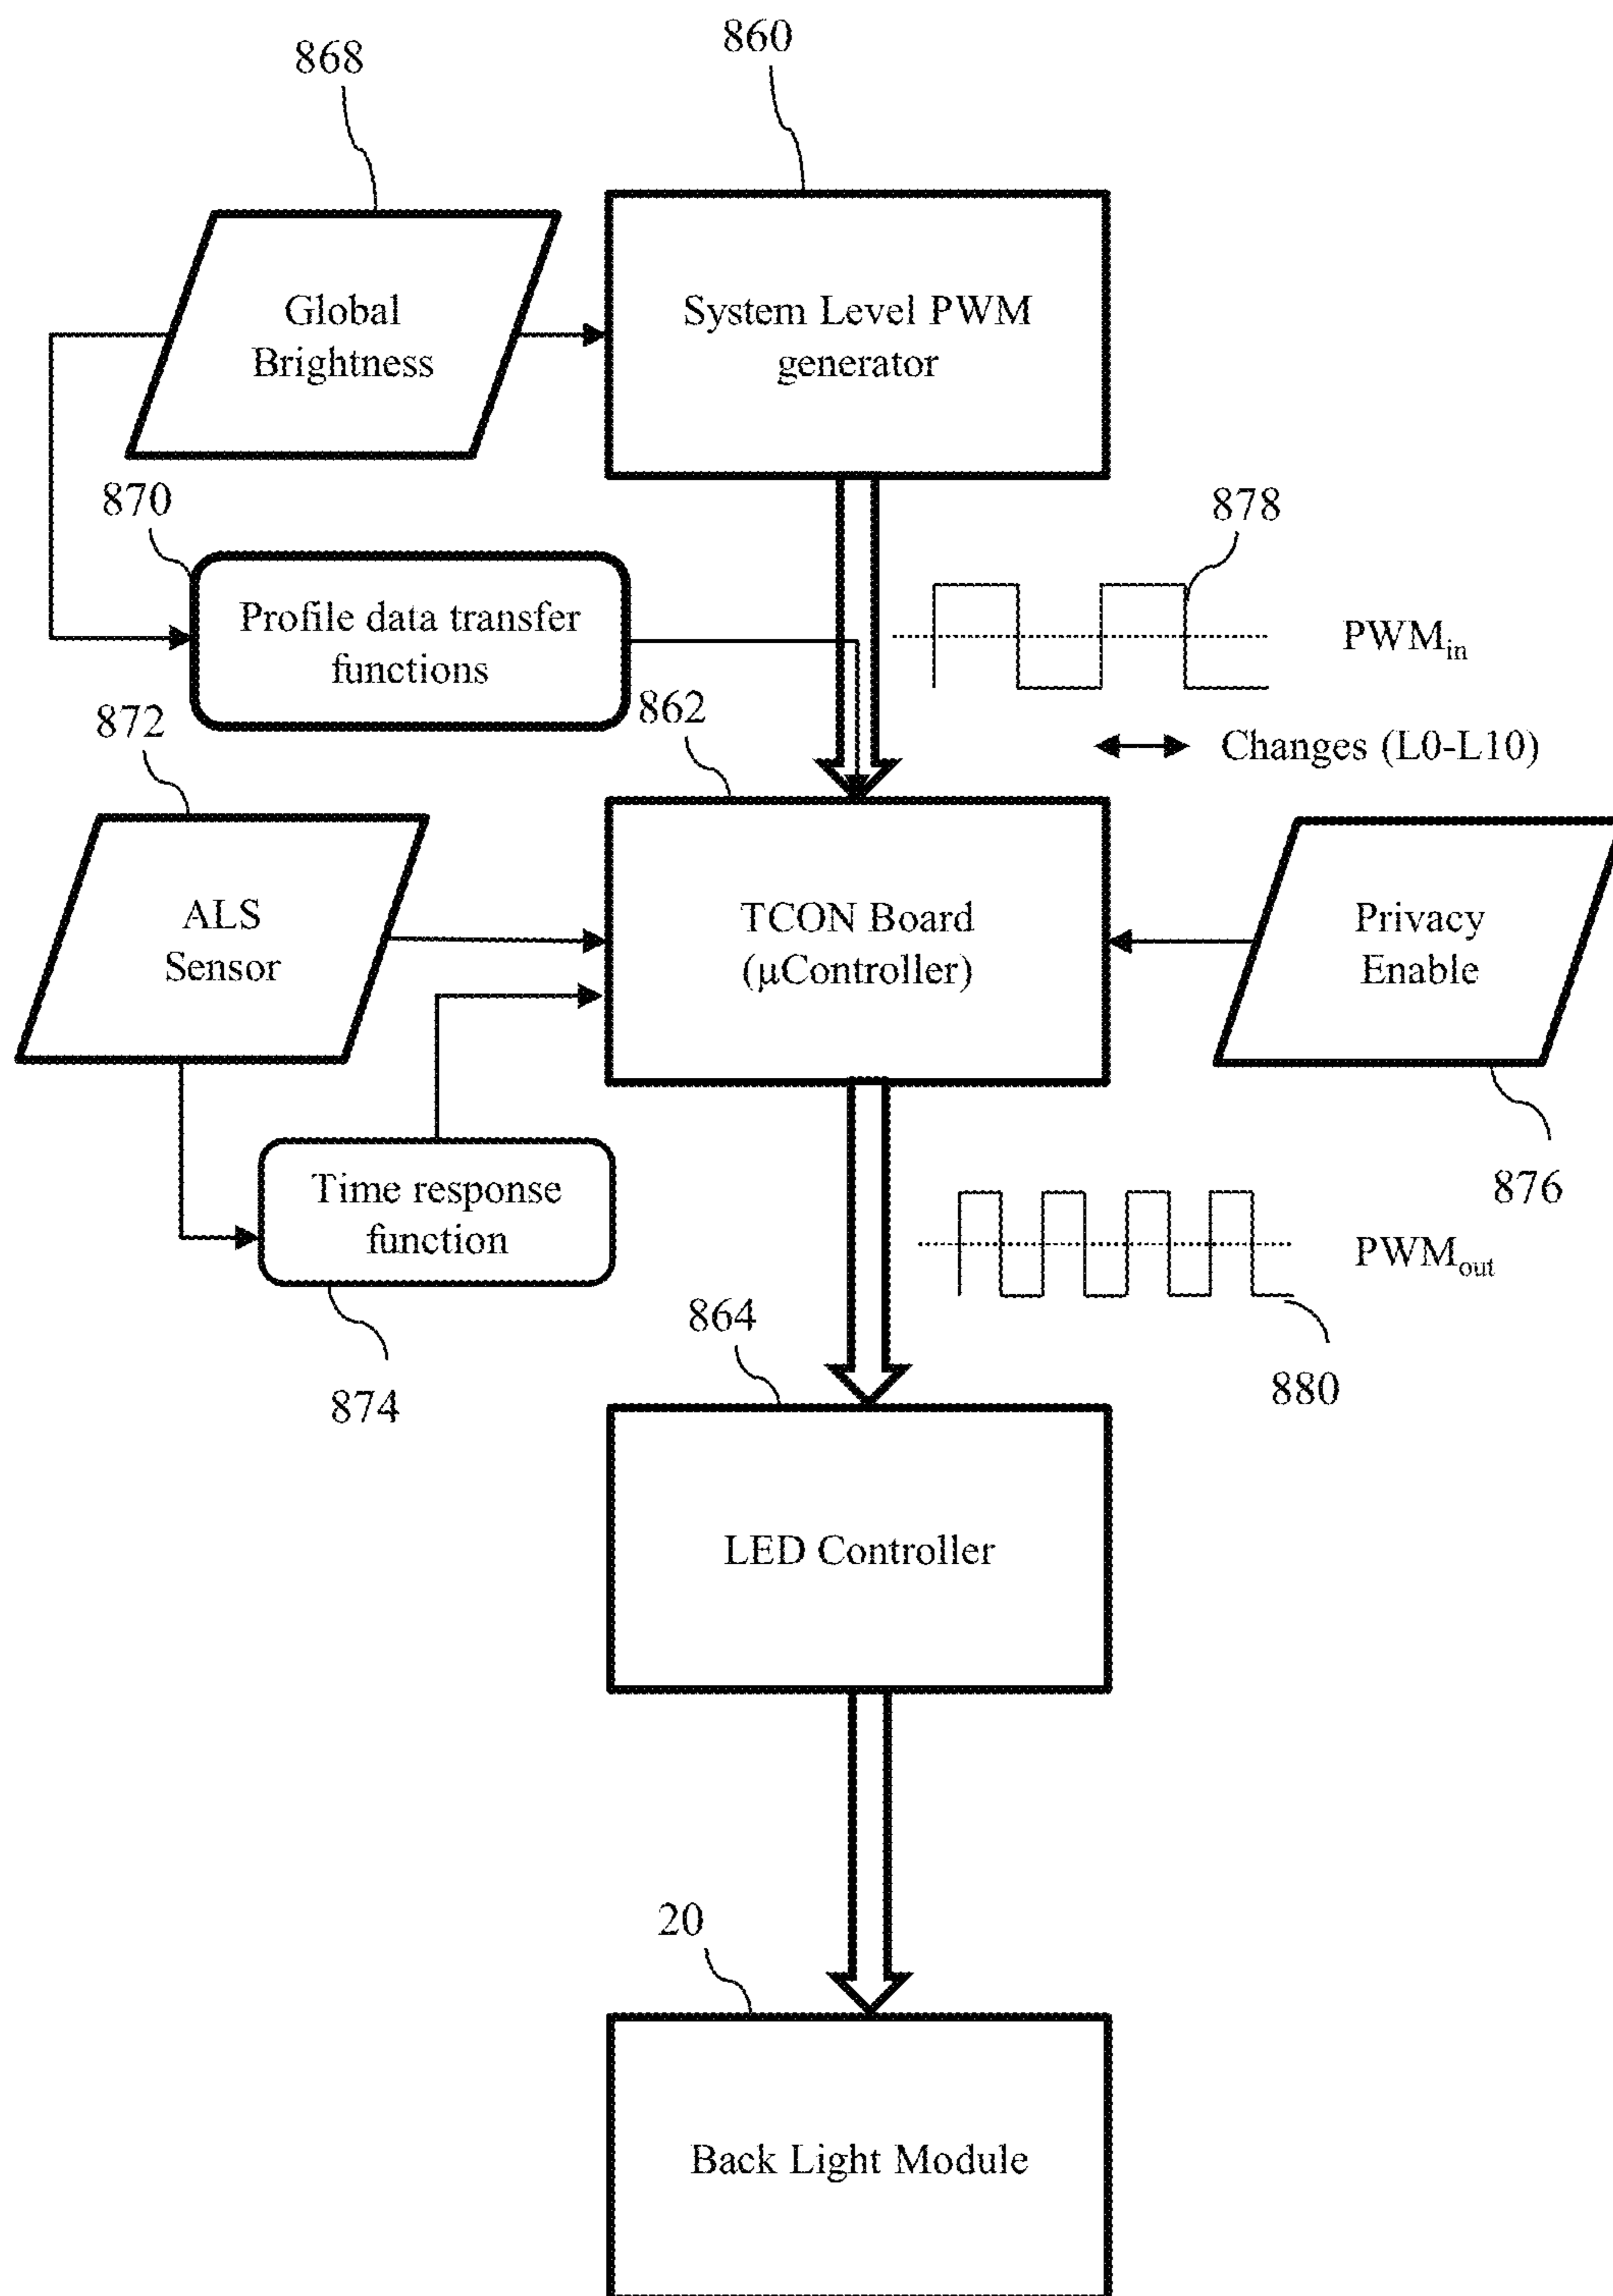 860
868
Global
Brightness
System Level PWM
generator
870
878
Profile data transfer
functions
PWMin
862
872
Changes (L0-L10)
ALS
Sensor
TCON Board
(µController)
Privacy
Enable
Time response
function
876
PWMout
864
874
880
LED Controller
20
Back Light Module